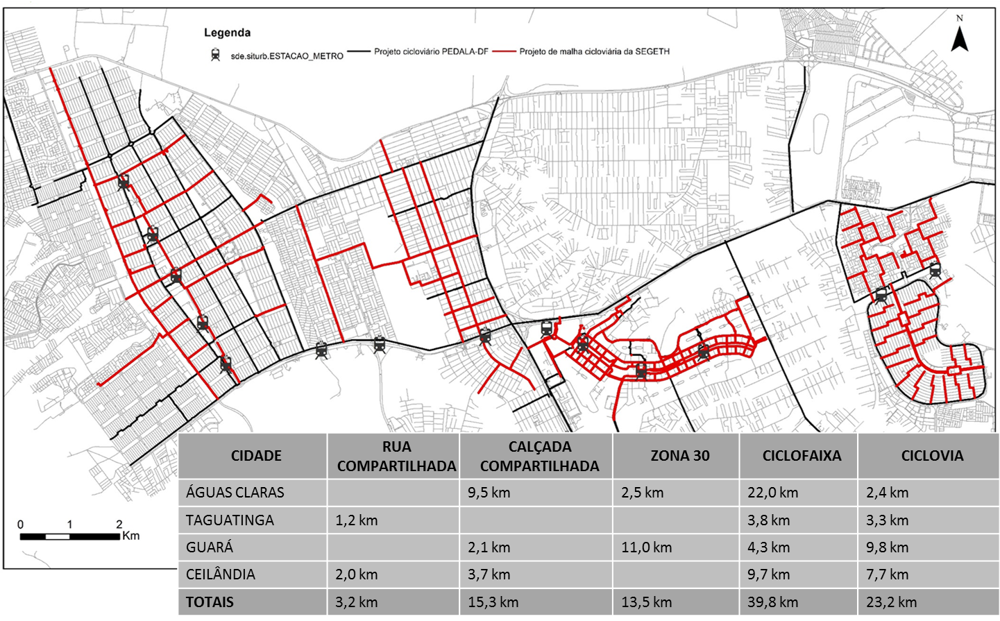 N
Legenda
sde.siturb.ESTACAO_METRO
Projeto cicloviário PEDALA-DF
Projeto de malha cicloviária da SEGETH
0 1 2
Km
CIDADE RUA COMPARTILHADA CALÇADA COMPARTILHADA ZONA 30 CICLOFAIXA CICLOVIA
ÁGUAS CLARAS 9,5 km 2,5 km 22,0 km 2,4 km
TAGUATINGA 1,2 km 3,8 km 3,3 km
GUARÁ 2,1 km 11,0 km 4,3 km 9,8 km
CEILÂNDIA 2,0 km 3,7 km 9,7 km 7,7 km
TOTAIS 3,2 km 15,3 km 13,5 km 39,8 km 23,2 km